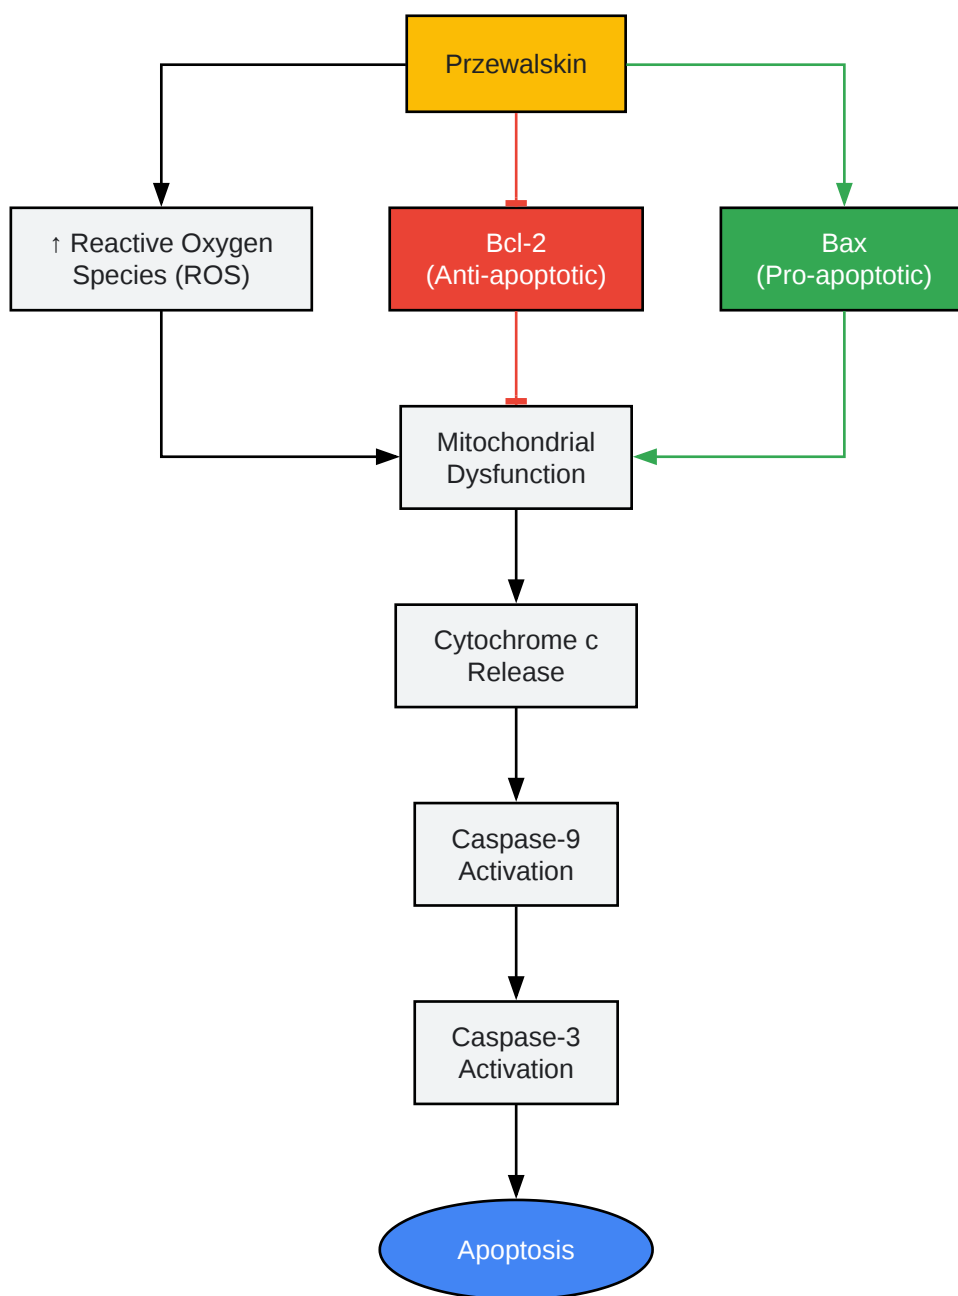 Przewalskin
↑ Reactive Oxygen
Species (ROS)
Bcl-2
(Anti-apoptotic)
Bax
(Pro-apoptotic)
Mitochondrial
Dysfunction
Cytochrome c
Release
Caspase-9
Activation
Caspase-3
Activation
Apoptosis